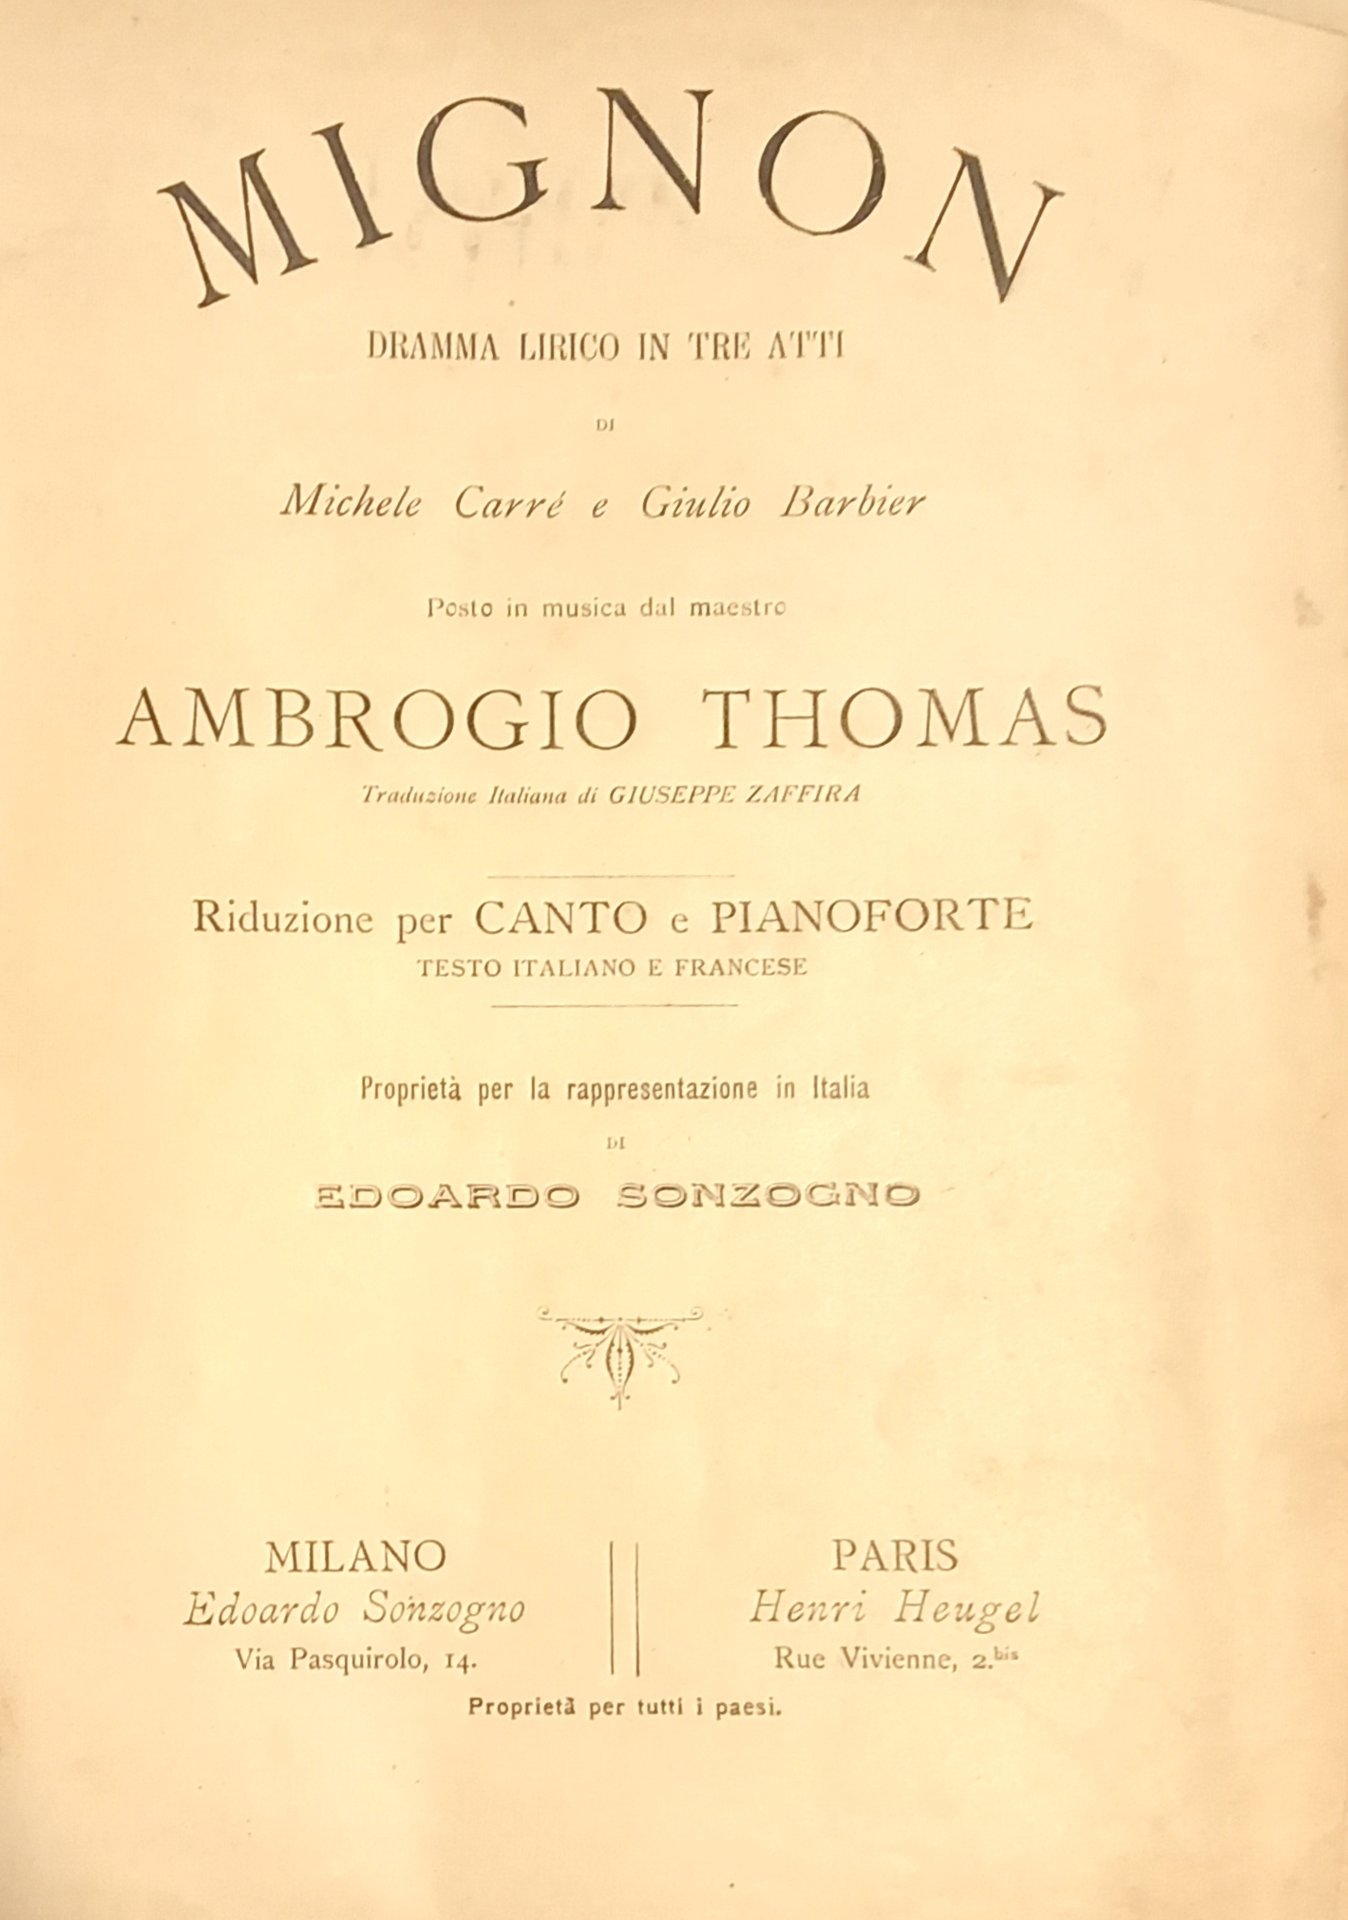 MIGNON
DRAMMA LIRICO IN TRE ATTI
DI
Michele Carré e Giulio Barbier
Posto in musica dal maestro
AMBROGIO THOMAS
Traduzione Italiana di GIUSEPPE ZAFFIRA
Riduzione per CANTO e PIANOFORTE
TESTO ITALIANO E FRANCESE
Proprietà per la rappresentazione in Italia
DI
EDOARDO SONZOGNO
MILANO
Edoardo Sonzogno
Via Pasquirolo, 14.
PARIS
Henri Heugel
Rue Vivienne, 2.bis
Proprietà per tutti i paesi.